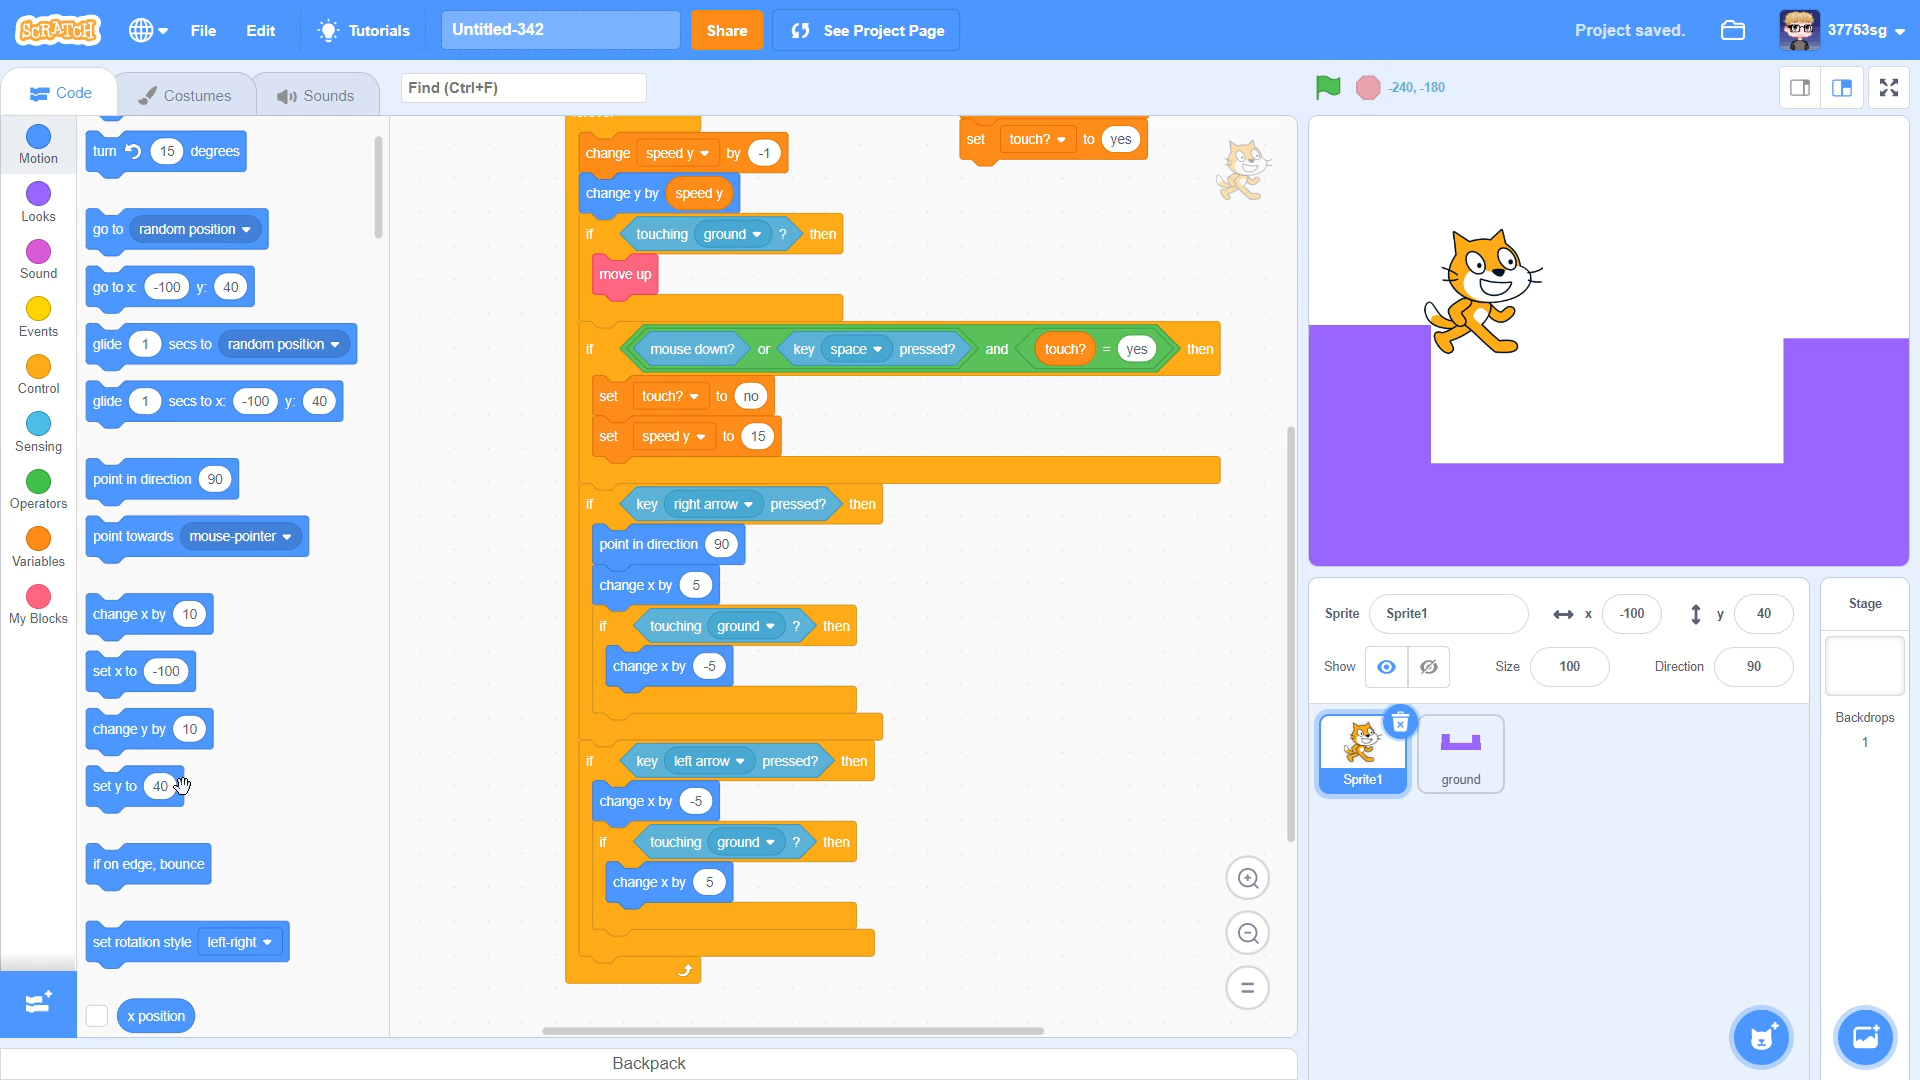 SCRATCH File Edit Tutorials Untitled-342 Share See Project Page Project saved. 37753sg
Code Costumes Sounds Find (Ctrl+F) -240, -180
Motion
Looks
Sound
Events
Control
Sensing
Operators
Variables
My Blocks
turn 15 degrees
go to random position
go to x: -100 y: 40
glide 1 secs to random position
glide 1 secs to x: -100 y: 40
point in direction 90
point towards mouse-pointer
change x by 10
set x to -100
change y by 10
set y to 40
if on edge, bounce
set rotation style left-right
x position
change speed y by -1
change y by speed y
if touching ground ? then
move up
if mouse down? or key space pressed? and touch? = yes then
set touch? to no
set speed y to 15
if key right arrow pressed? then
point in direction 90
change x by 5
if touching ground ? then
change x by -5
if key left arrow pressed? then
change x by -5
if touching ground ? then
change x by 5
set touch? to yes
Backpack
Sprite Sprite1 x -100 y 40
Show Size 100 Direction 90
Sprite1
ground
Stage
Backdrops
1